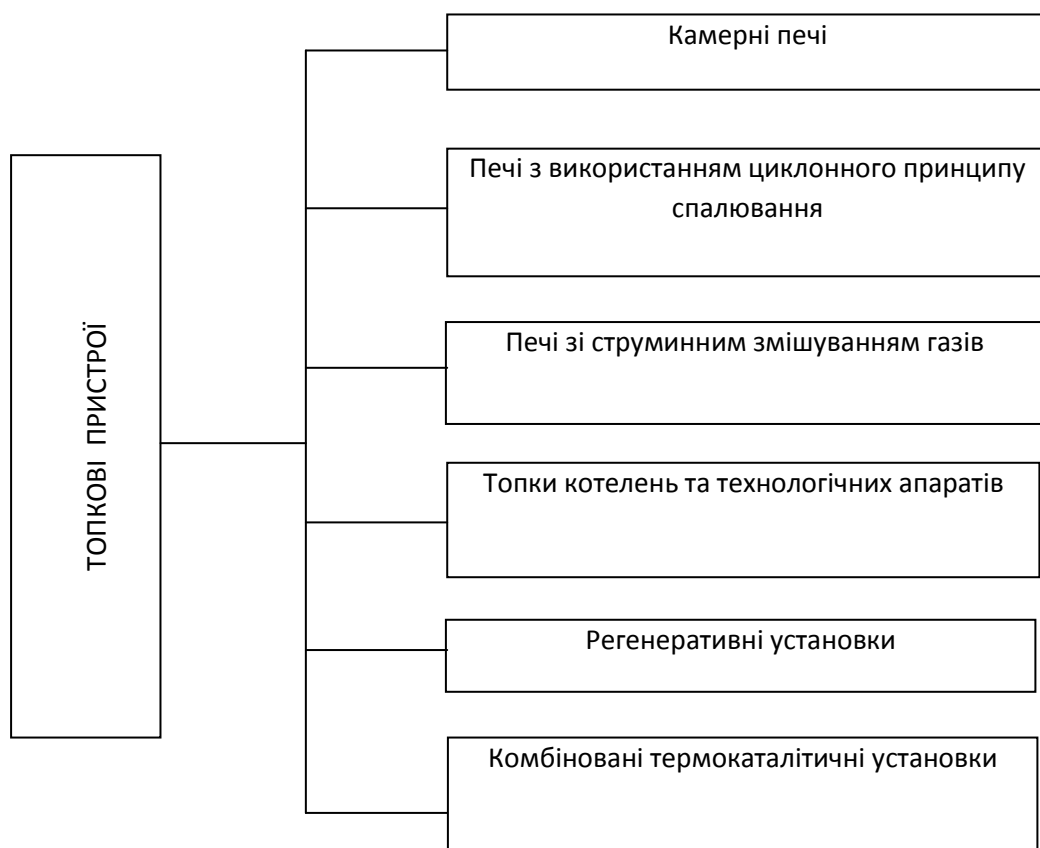 ТОПКОВІ ПРИСТРОЇ
Камерні печі
Печі з використанням циклонного принципу
спалювання
Печі зі струминним змішуванням газів
Топки котелень та технологічних апаратів
Регенеративні установки
Комбіновані термокаталітичні установки